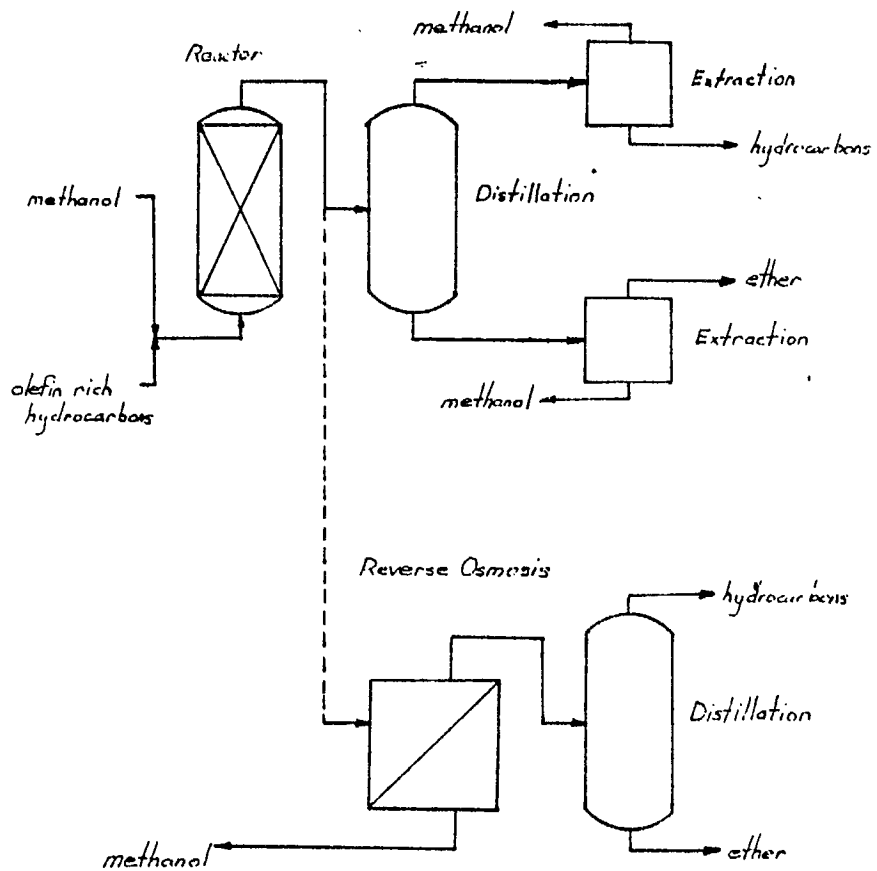 methanol
Reactor
Extraction
hydrocarbons
methanol
Distillation
ether
Extraction
olefin rich
hydrocarbons
methanol
Reverse Osmosis
hydrocarbons
Distillation
ether
methanol